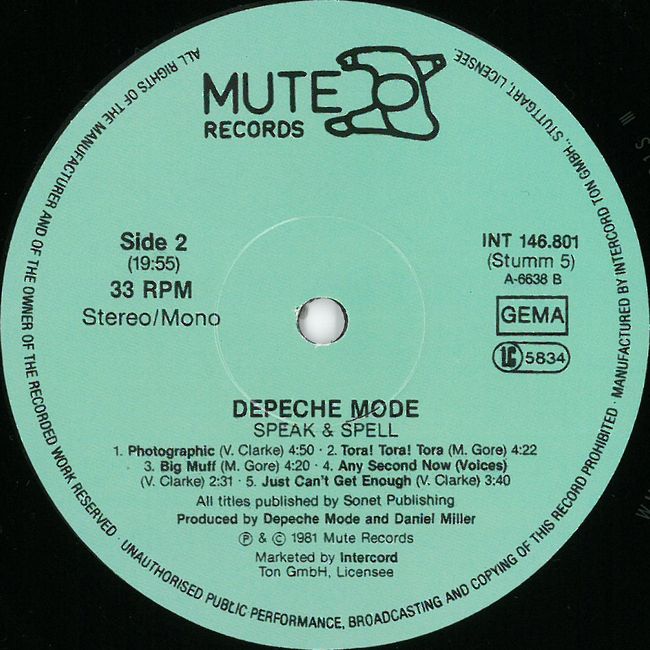 MUTE
RECORDS
Side 2
(19:55)
33 RPM
Stereo/Mono
INT 146.801
(Stumm 5)
A-6638 B
GEMA
LC 5834
DEPECHE MODE
SPEAK & SPELL
1. Photographic (V. Clarke) 4:50 · 2. Tora! Tora! Tora (M. Gore) 4:22
3. Big Muff (M. Gore) 4:20 · 4. Any Second Now (Voices)
(V. Clarke) 2:31 · 5. Just Can't Get Enough (V. Clarke) 3:40
All titles published by Sonet Publishing
Produced by Depeche Mode and Daniel Miller
℗ & © 1981 Mute Records
Marketed by Intercord
Ton GmbH, Licensee
ALL RIGHTS OF THE MANUFACTURER AND OF THE OWNER OF THE RECORDED WORK RESERVED · UNAUTHORISED PUBLIC PERFORMANCE, BROADCASTING AND COPYING OF THIS RECORD PROHIBITED · MANUFACTURED BY INTERCORD TON GMBH, STUTTGART, LICENSEE.